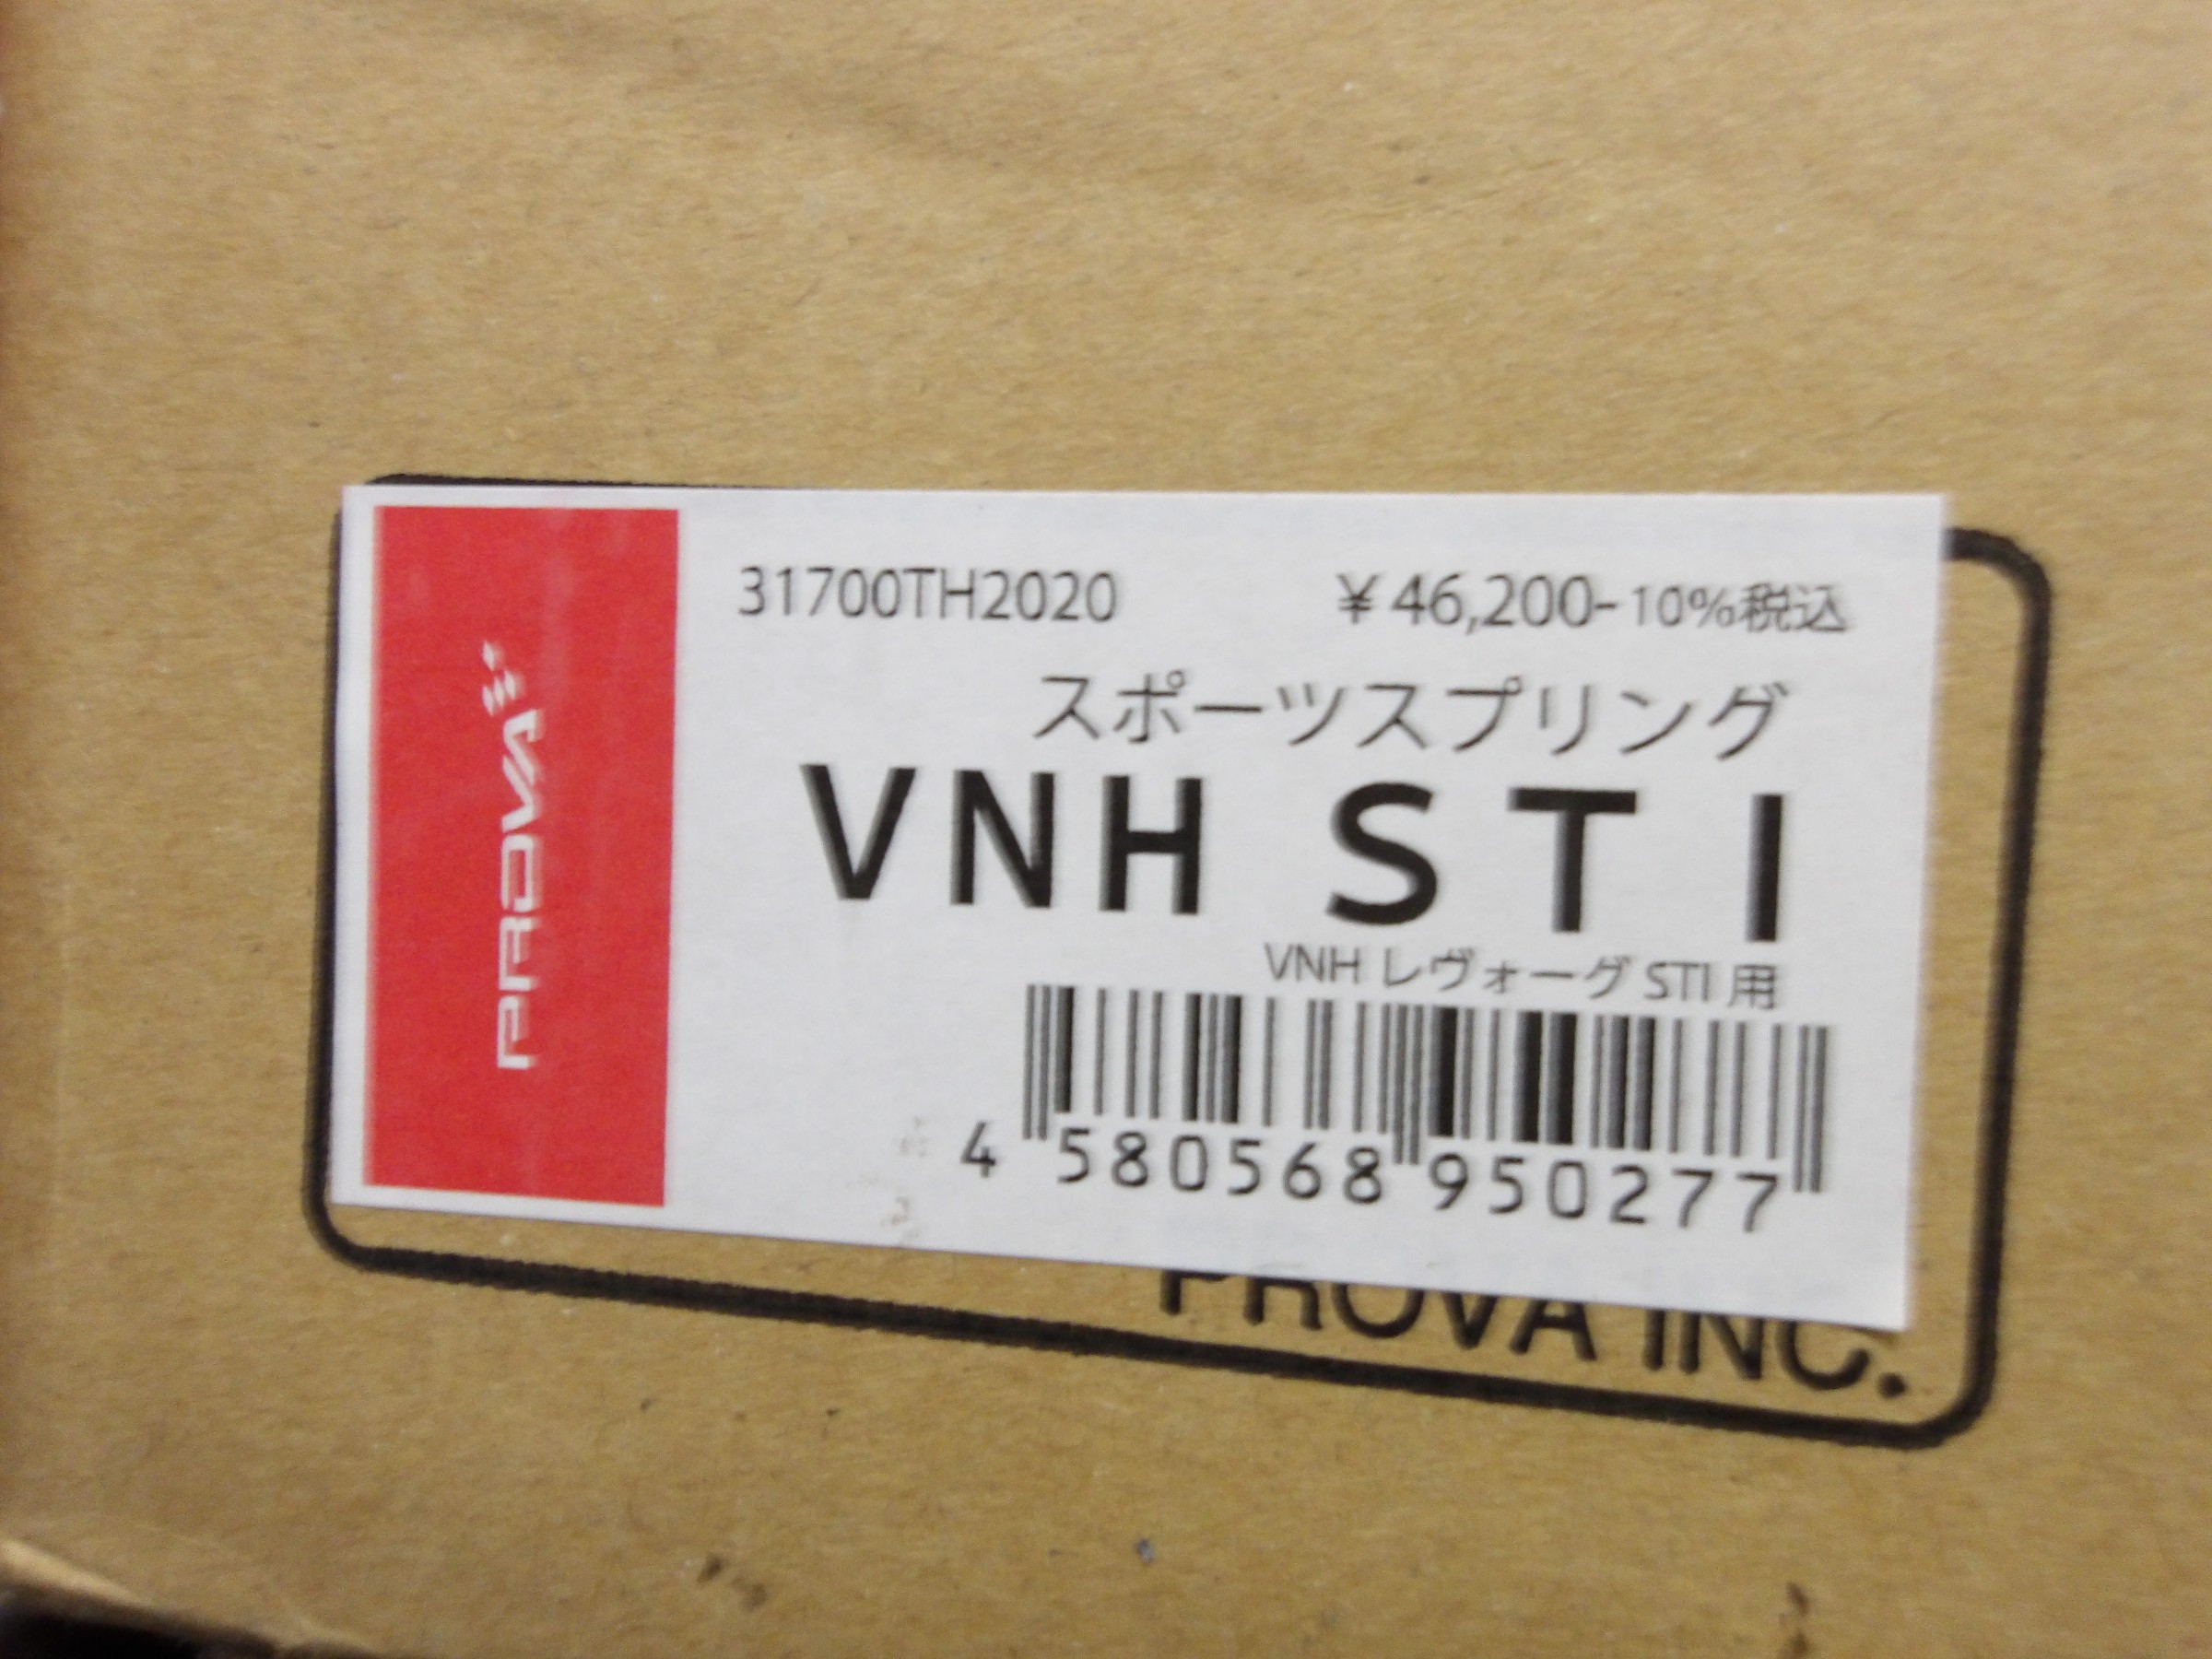 PROVA
31700TH2020 ￥46,200-10%税込
スポーツスプリング
VNH STI
VNH レヴォーグ STI 用
4 580568 950277
PROVA INC.